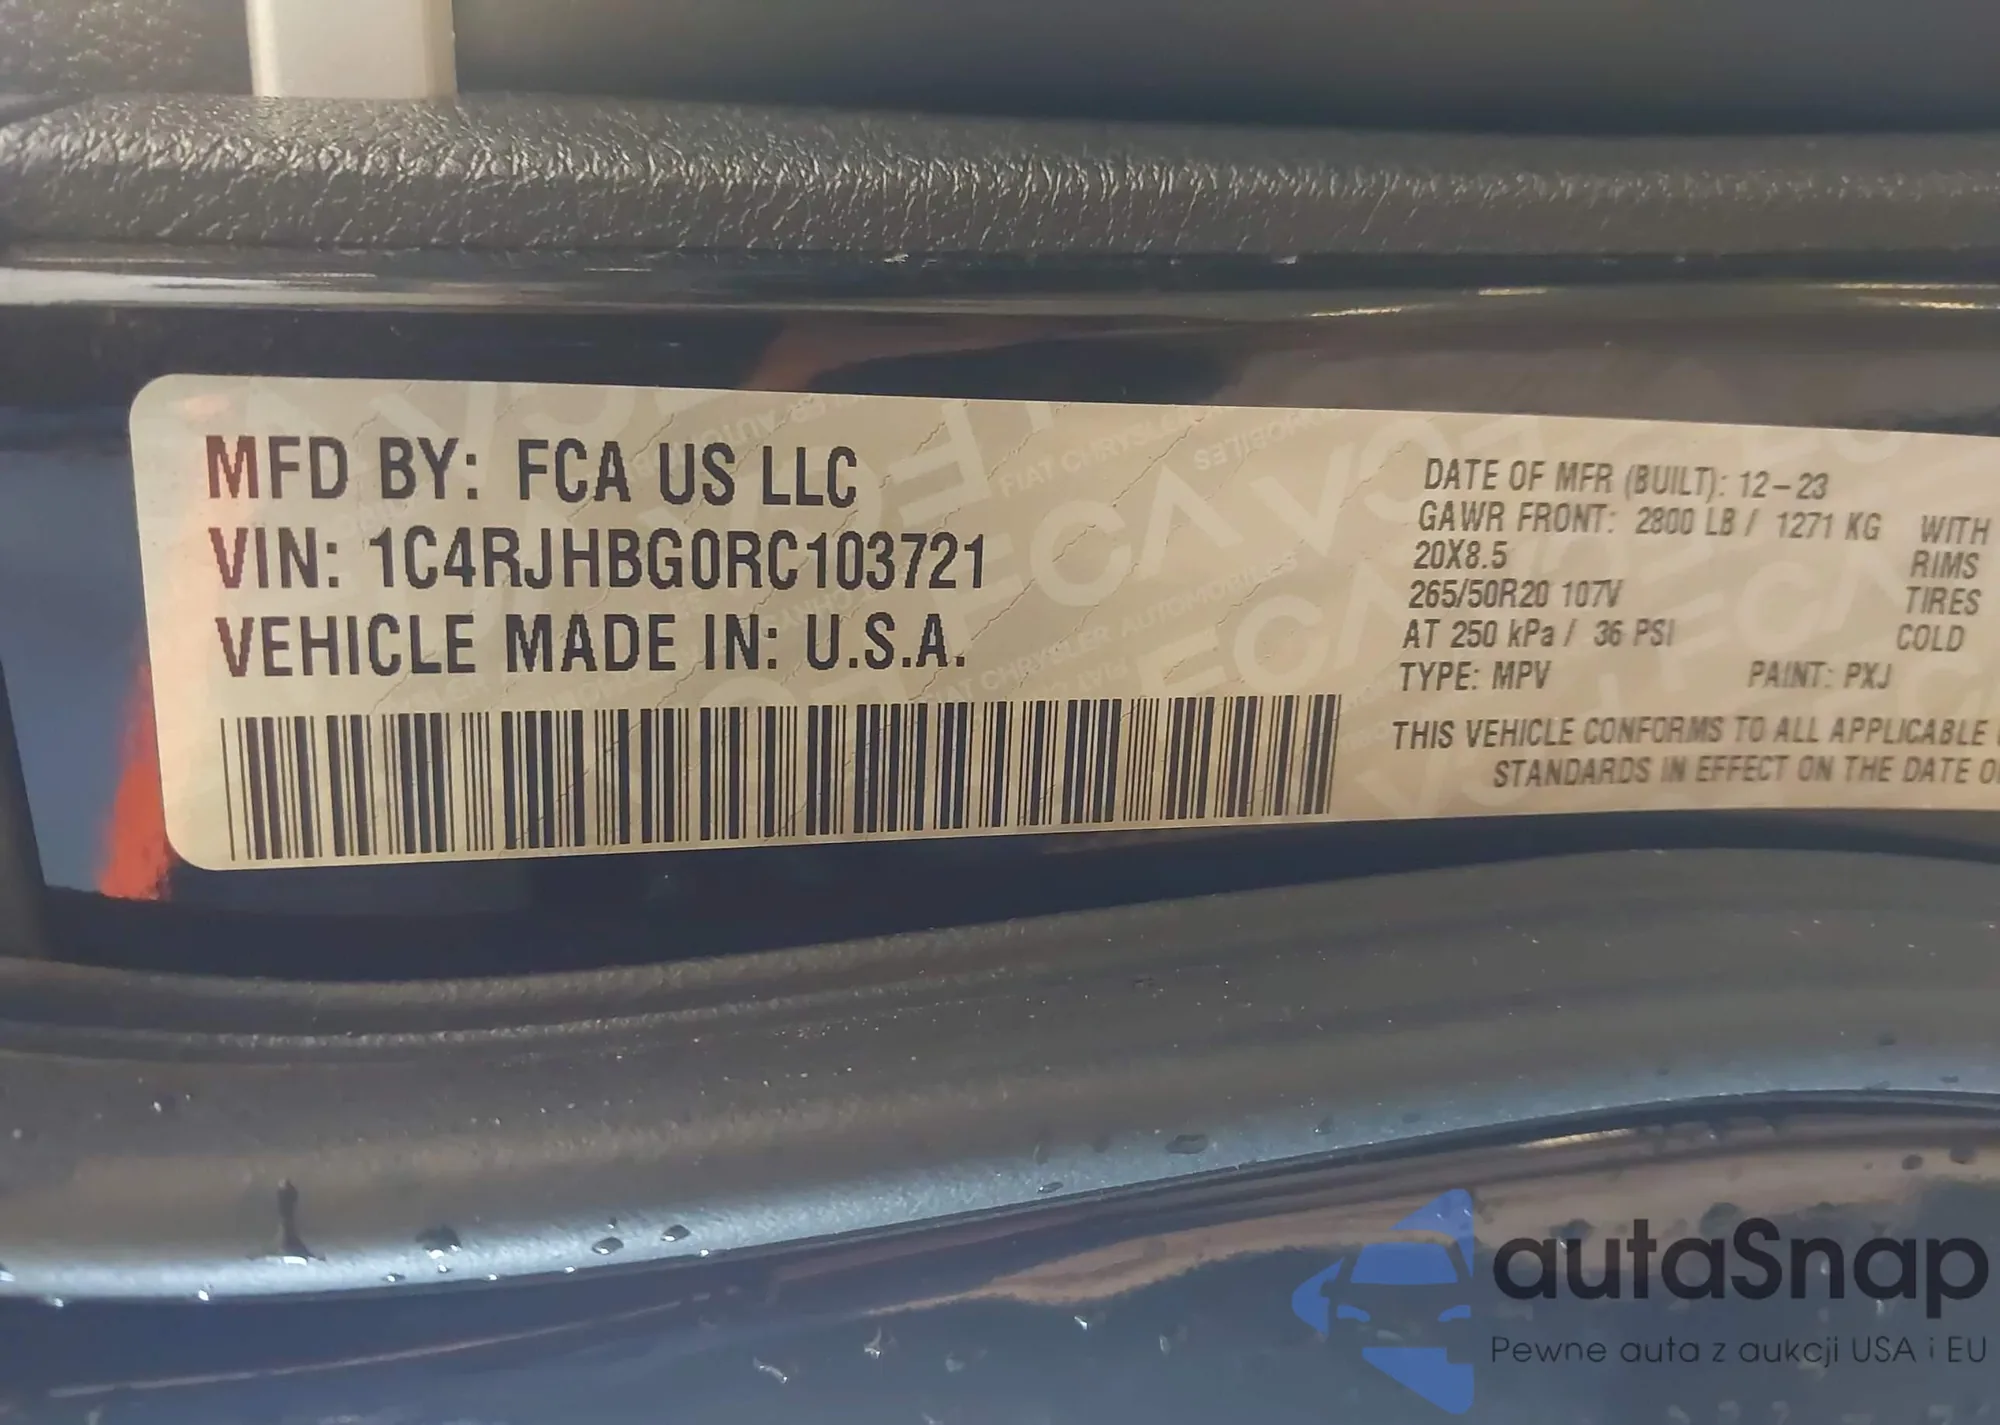 MFD BY: FCA US LLC
VIN: 1C4RJHBG0RC103721
VEHICLE MADE IN: U.S.A.
DATE OF MFR (BUILT): 12-23
GAWR FRONT: 2800 LB / 1271 KG WITH
20X8.5 RIMS
265/50R20 107V TIRES
AT 250 kPa / 36 PSI COLD
TYPE: MPV PAINT: PXJ
THIS VEHICLE CONFORMS TO ALL APPLICABLE
STANDARDS IN EFFECT ON THE DATE
autaSnap
Pewne auta z aukcji USA i EU